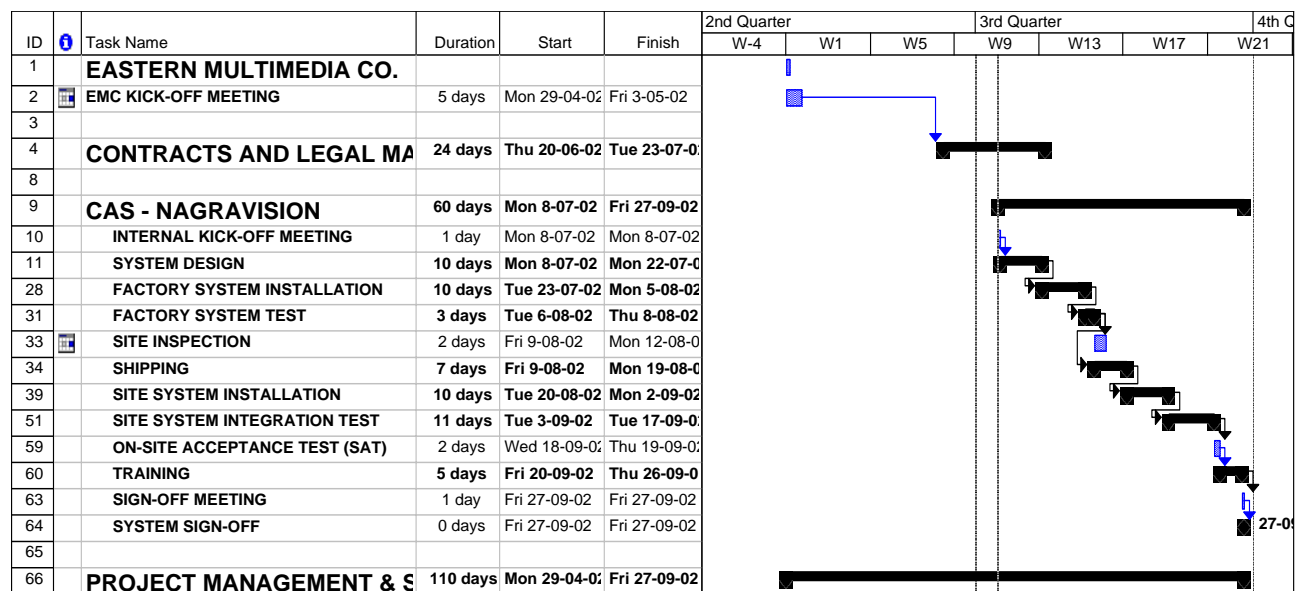 2nd Quarter 3rd Quarter 4th Q
ID Task Name Duration Start Finish W-4 W1 W5 W9 W13 W17 W21
1 EASTERN MULTIMEDIA CO.
2 EMC KICK-OFF MEETING 5 days Mon 29-04-02 Fri 3-05-02
3
4 CONTRACTS AND LEGAL MA 24 days Thu 20-06-02 Tue 23-07-0
8
9 CAS - NAGRAVISION 60 days Mon 8-07-02 Fri 27-09-02
10 INTERNAL KICK-OFF MEETING 1 day Mon 8-07-02 Mon 8-07-02
11 SYSTEM DESIGN 10 days Mon 8-07-02 Mon 22-07-0
28 FACTORY SYSTEM INSTALLATION 10 days Tue 23-07-02 Mon 5-08-02
31 FACTORY SYSTEM TEST 3 days Tue 6-08-02 Thu 8-08-02
33 SITE INSPECTION 2 days Fri 9-08-02 Mon 12-08-0
34 SHIPPING 7 days Fri 9-08-02 Mon 19-08-0
39 SITE SYSTEM INSTALLATION 10 days Tue 20-08-02 Mon 2-09-02
51 SITE SYSTEM INTEGRATION TEST 11 days Tue 3-09-02 Tue 17-09-0
59 ON-SITE ACCEPTANCE TEST (SAT) 2 days Wed 18-09-02 Thu 19-09-02
60 TRAINING 5 days Fri 20-09-02 Thu 26-09-0
63 SIGN-OFF MEETING 1 day Fri 27-09-02 Fri 27-09-02
64 SYSTEM SIGN-OFF 0 days Fri 27-09-02 Fri 27-09-02 27-09
65
66 PROJECT MANAGEMENT & S 110 days Mon 29-04-02 Fri 27-09-02